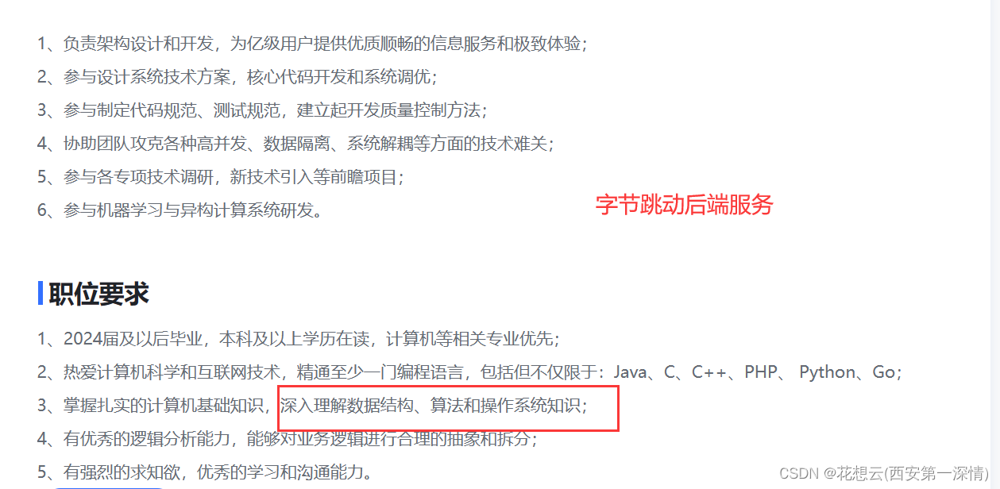 1、负责架构设计和开发，为亿级用户提供优质顺畅的信息服务和极致体验；
2、参与设计系统技术方案，核心代码开发和系统调优；
3、参与制定代码规范、测试规范，建立起开发质量控制方法；
4、协助团队攻克各种高并发、数据隔离、系统解耦等方面的技术难关；
5、参与各专项技术调研，新技术引入等前瞻项目；
6、参与机器学习与异构计算系统研发。
字节跳动后端服务
职位要求
1、2024届及以后毕业，本科及以上学历在读，计算机等相关专业优先；
2、热爱计算机科学和互联网技术，精通至少一门编程语言，包括但不仅限于：Java、C、C++、PHP、 Python、Go；
3、掌握扎实的计算机基础知识，深入理解数据结构、算法和操作系统知识；
4、有优秀的逻辑分析能力，能够对业务逻辑进行合理的抽象和拆分；
5、有强烈的求知欲，优秀的学习和沟通能力。
CSDN @花想云(西安第一深情)